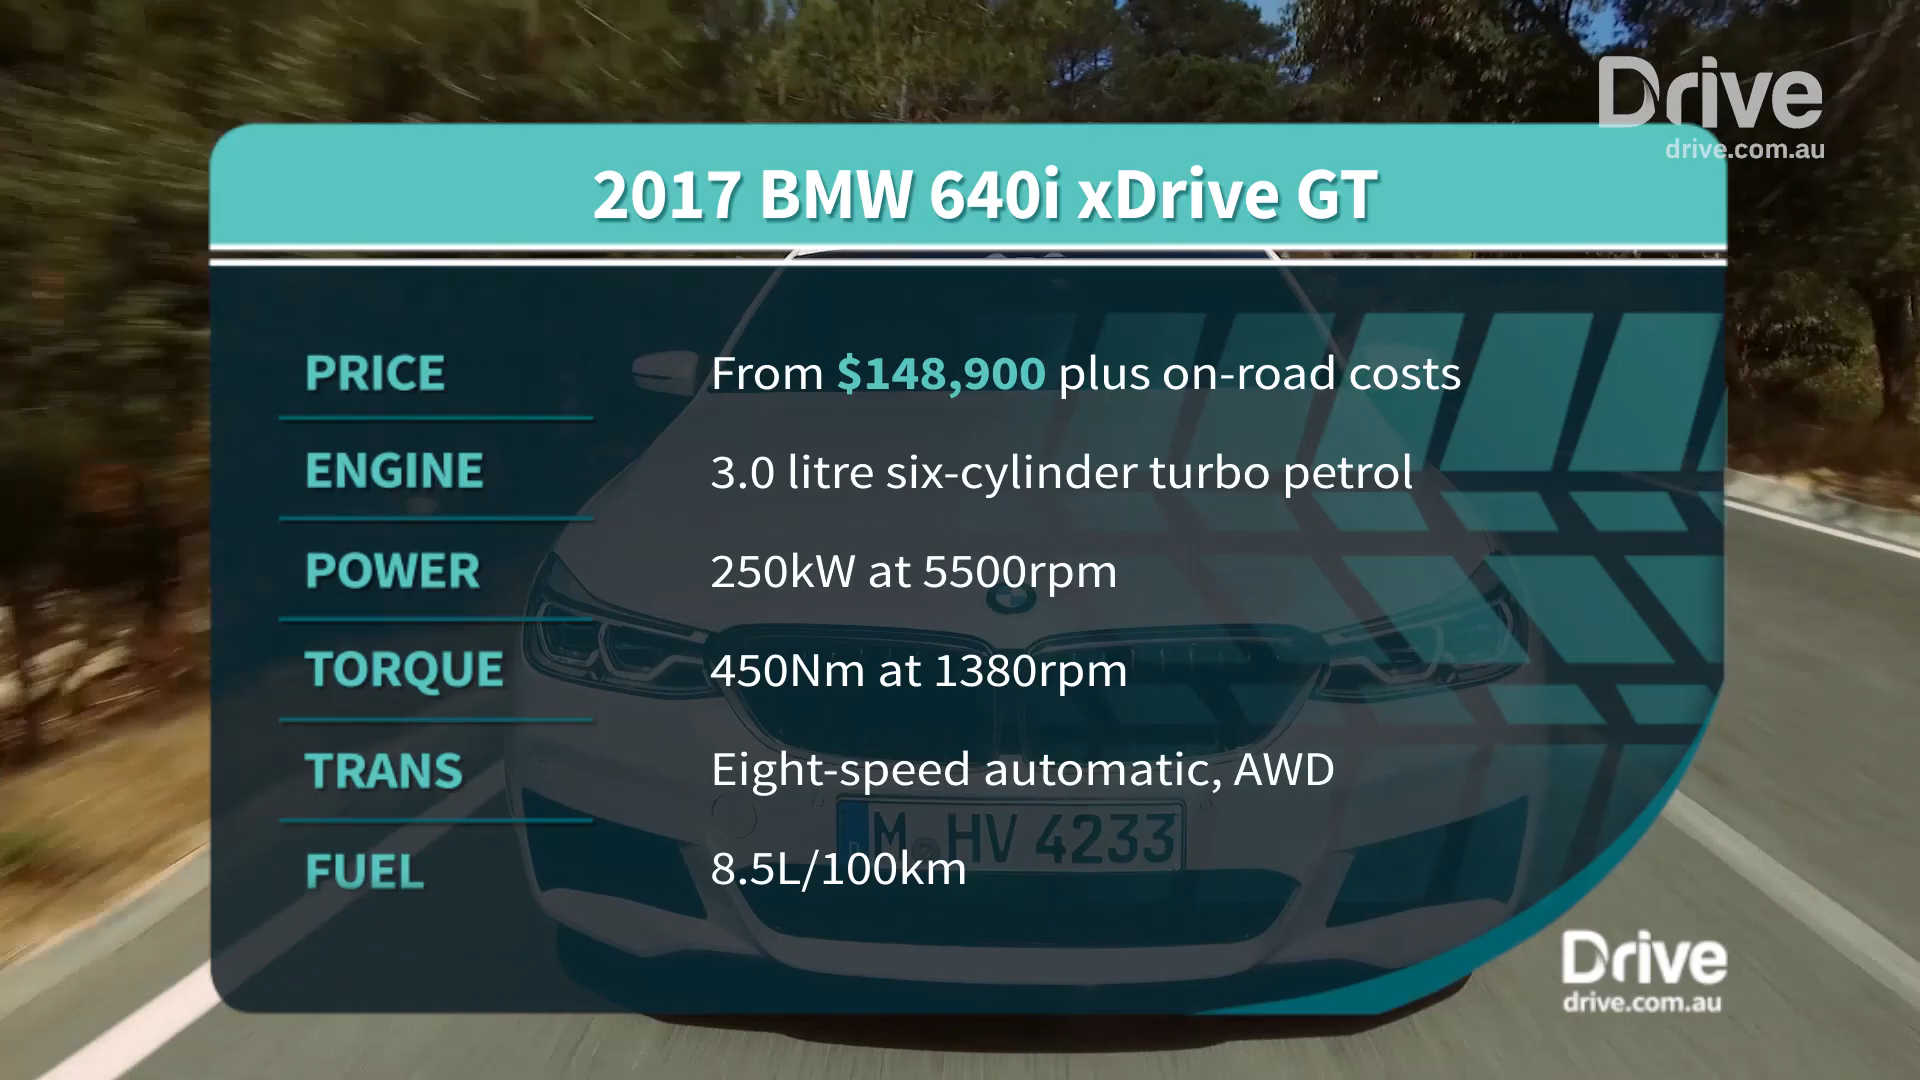 Drive
drive.com.au
2017 BMW 640i xDrive GT
PRICE From $148,900 plus on-road costs
ENGINE 3.0 litre six-cylinder turbo petrol
POWER 250kW at 5500rpm
TORQUE 450Nm at 1380rpm
TRANS Eight-speed automatic, AWD
M HV 4233
FUEL 8.5L/100km
Drive
drive.com.au